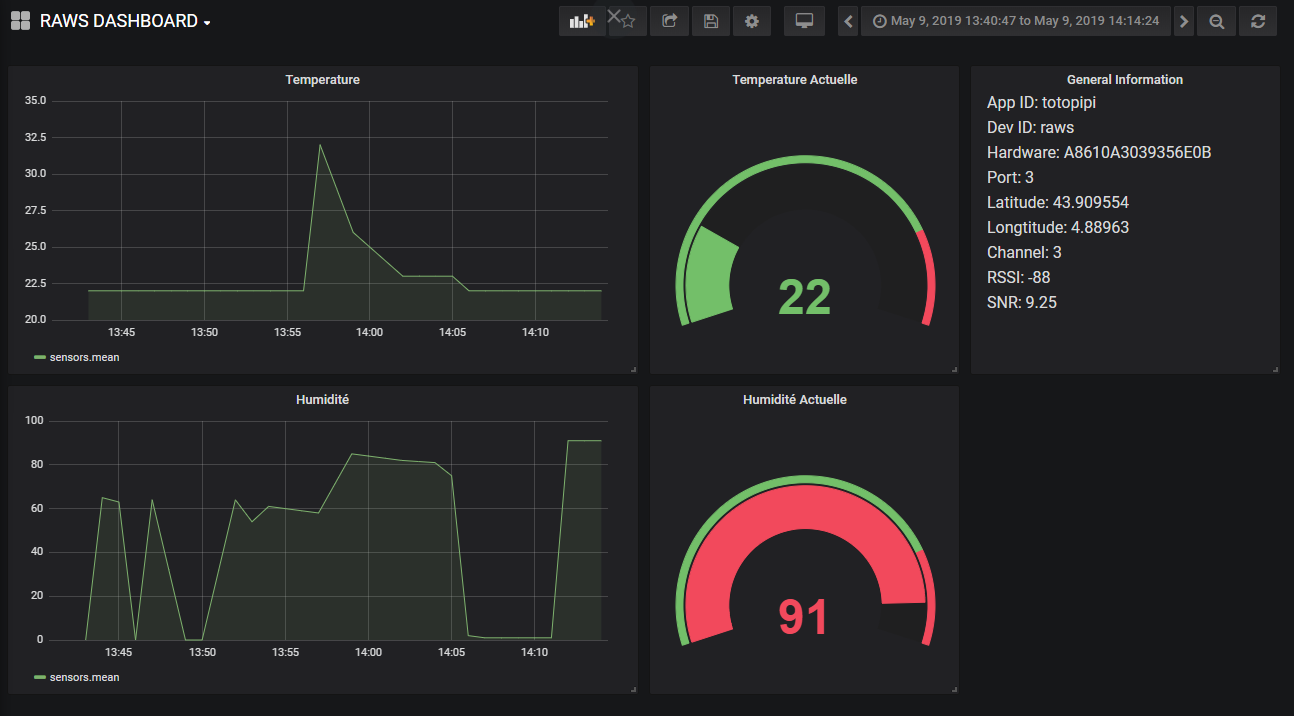 RAWS DASHBOARD
May 9, 2019 13:40:47 to May 9, 2019 14:14:24
Temperature
35.0
32.5
30.0
27.5
25.0
22.5
20.0
13:45 13:50 13:55 14:00 14:05 14:10
sensors.mean
Temperature Actuelle
22
General Information
App ID: totopipi
Dev ID: raws
Hardware: A8610A3039356E0B
Port: 3
Latitude: 43.909554
Longtitude: 4.88963
Channel: 3
RSSI: -88
SNR: 9.25
Humidité
100
80
60
40
20
0
13:45 13:50 13:55 14:00 14:05 14:10
sensors.mean
Humidité Actuelle
91